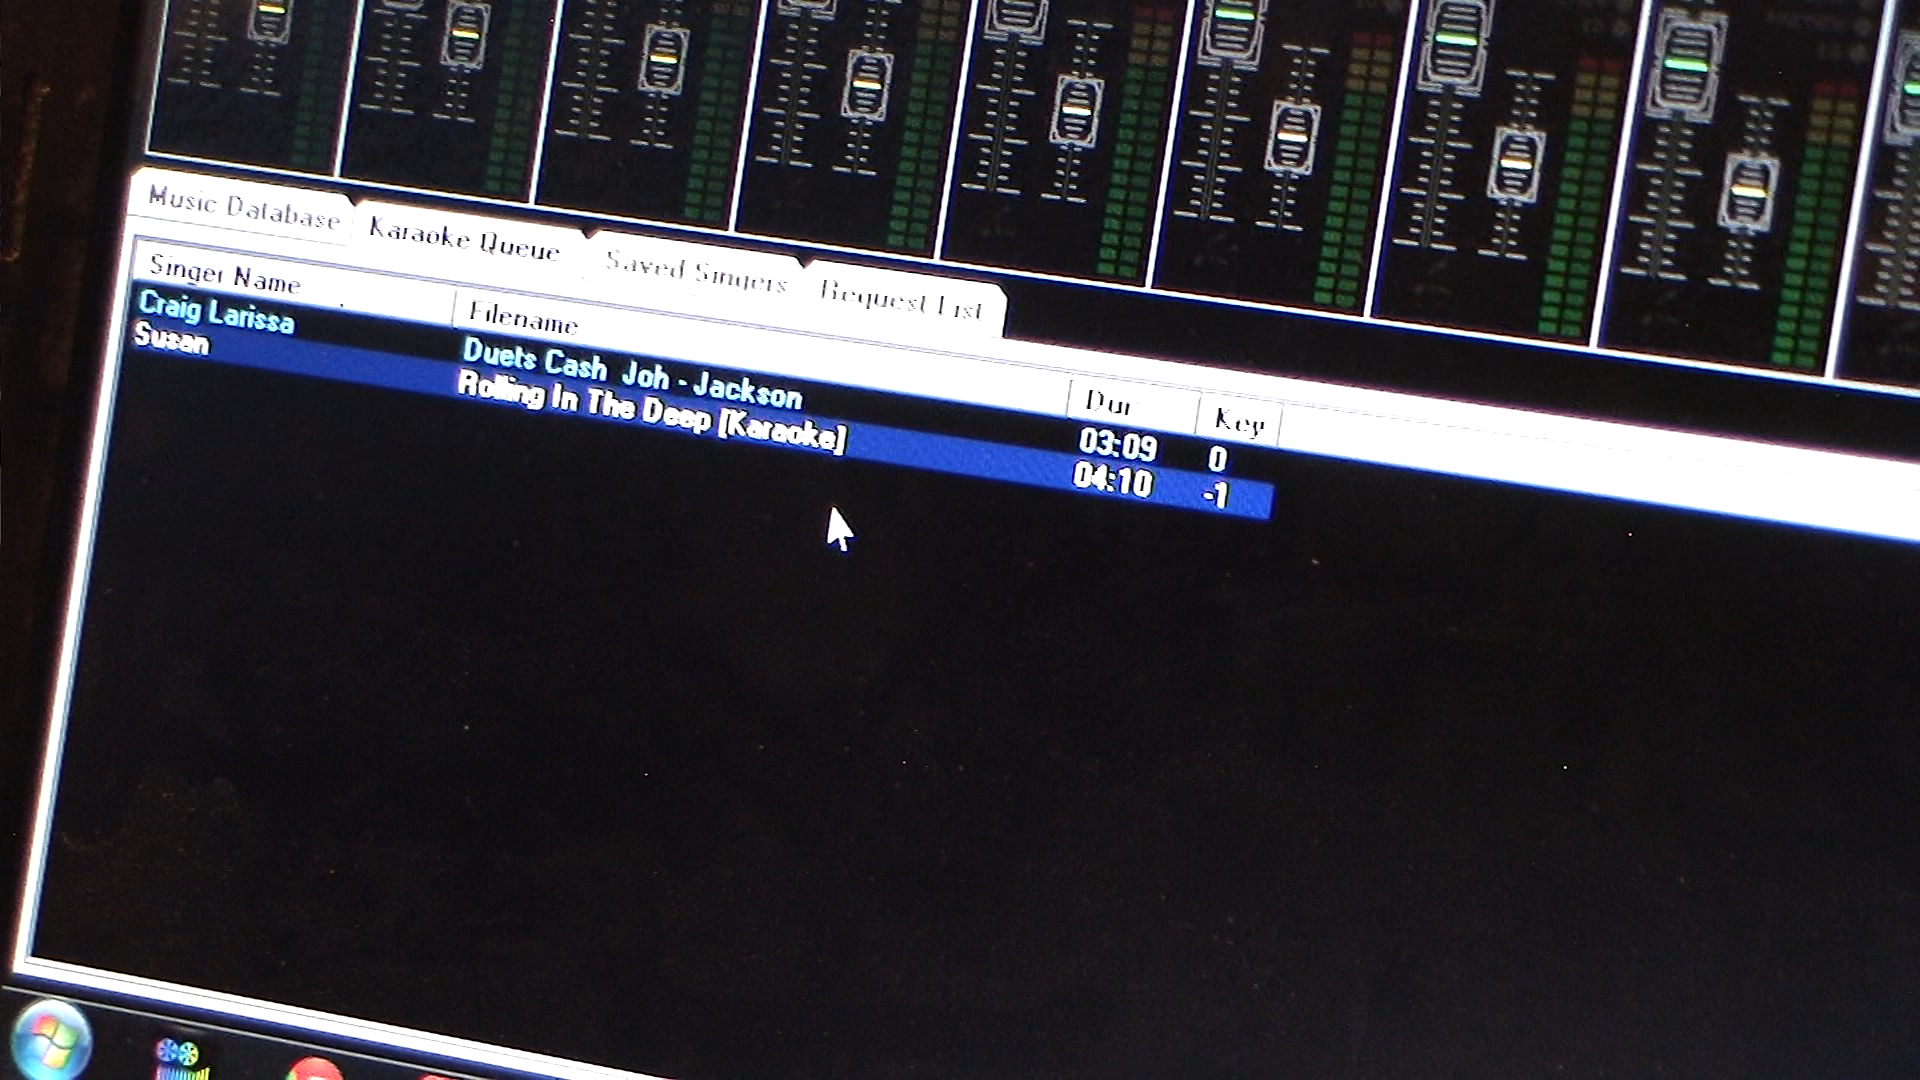 Music Database Karaoke Queue Saved Singers Request List
Singer Name Filename Dur Key
Craig Larissa Duets Cash Joh - Jackson 03:09 0
Susan Rolling In The Deep [Karaoke] 04:10 -1